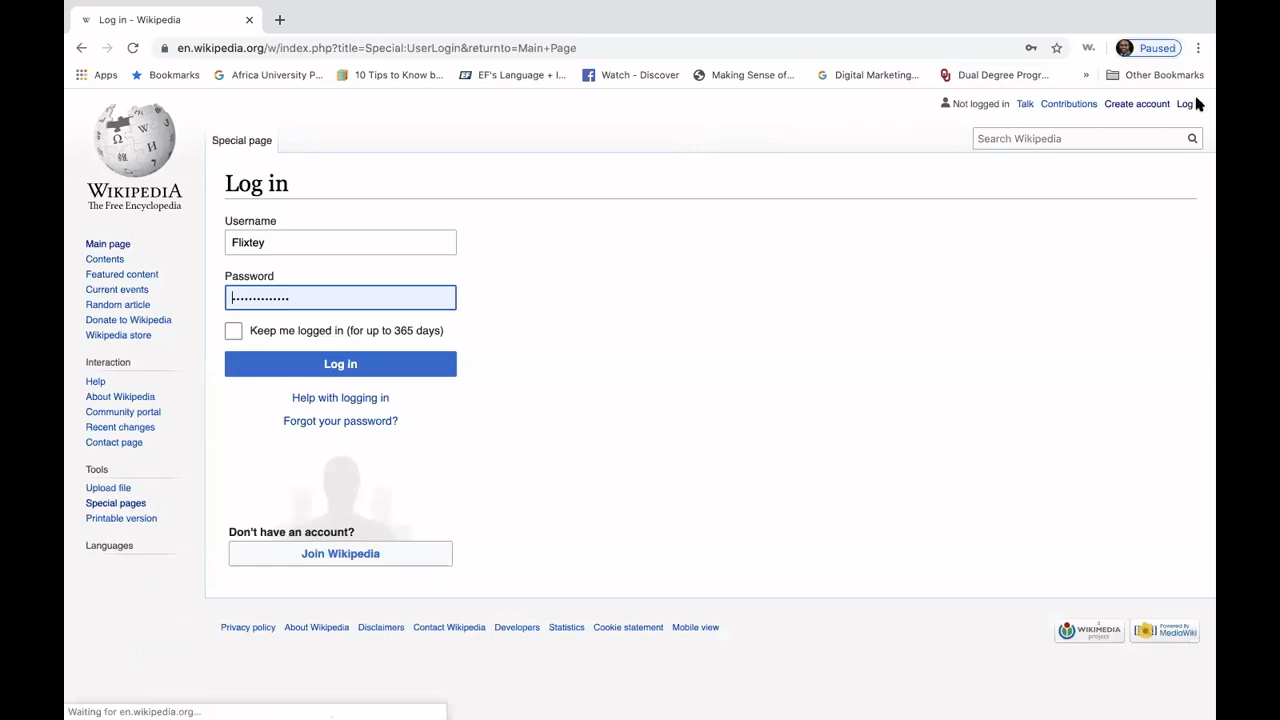 Log in - Wikipedia
en.wikipedia.org/w/index.php?title=Special:UserLogin&returnto=Main+Page
W.
Paused
Apps
Bookmarks
Africa University P...
10 Tips to Know b...
EF's Language + I...
Watch - Discover
Making Sense of...
Digital Marketing...
Dual Degree Progr...
»
Other Bookmarks
Not logged in
Talk
Contributions
Create account
Log
WIKIPEDIA
The Free Encyclopedia
Special page
Search Wikipedia
Log in
Username
Flixtey
Password
Keep me logged in (for up to 365 days)
Log in
Help with logging in
Forgot your password?
Don't have an account?
Join Wikipedia
Main page
Contents
Featured content
Current events
Random article
Donate to Wikipedia
Wikipedia store
Interaction
Help
About Wikipedia
Community portal
Recent changes
Contact page
Tools
Upload file
Special pages
Printable version
Languages
Privacy policy
About Wikipedia
Disclaimers
Contact Wikipedia
Developers
Statistics
Cookie statement
Mobile view
A
WIKIMEDIA
project
Powered By
MediaWiki
Waiting for en.wikipedia.org...